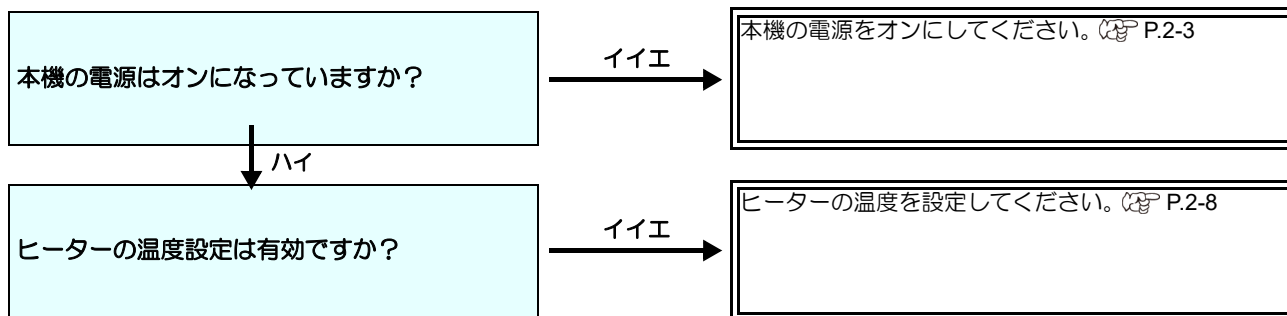 本機の電源はオンになっていますか？
イイエ
本機の電源をオンにしてください。 P.2-3
ハイ
ヒーターの温度設定は有効ですか？
イイエ
ヒーターの温度を設定してください。 P.2-8